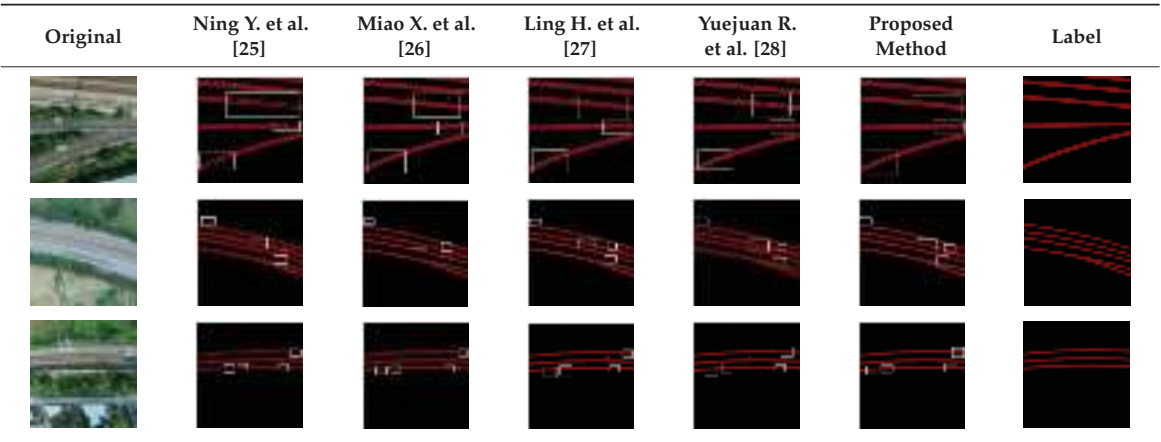 Original
Ning Y. et al.
[25]
Miao X. et al.
[26]
Ling H. et al.
[27]
Yuejuan R.
et al. [28]
Proposed
Method
Label